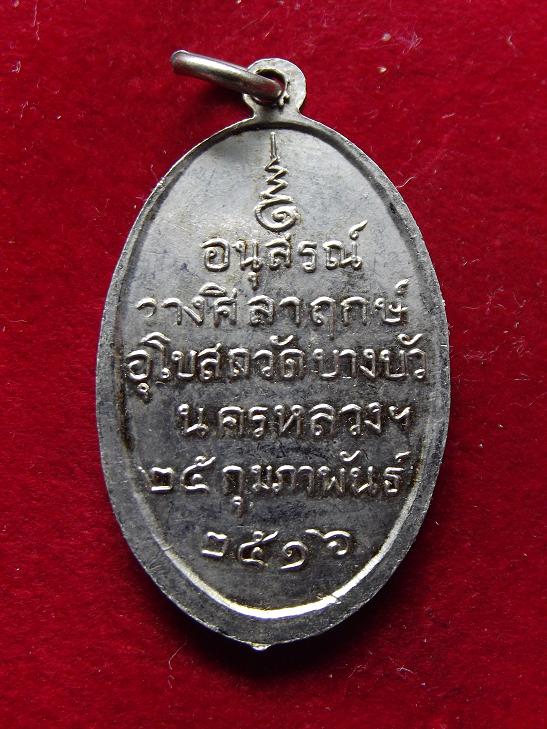 อนุสรณ์
วางศิลาฤกษ์
อุโบสถวัดบางบัว
นครหลวงฯ
๒๕ กุมภาพันธ์
๒๕๑๖